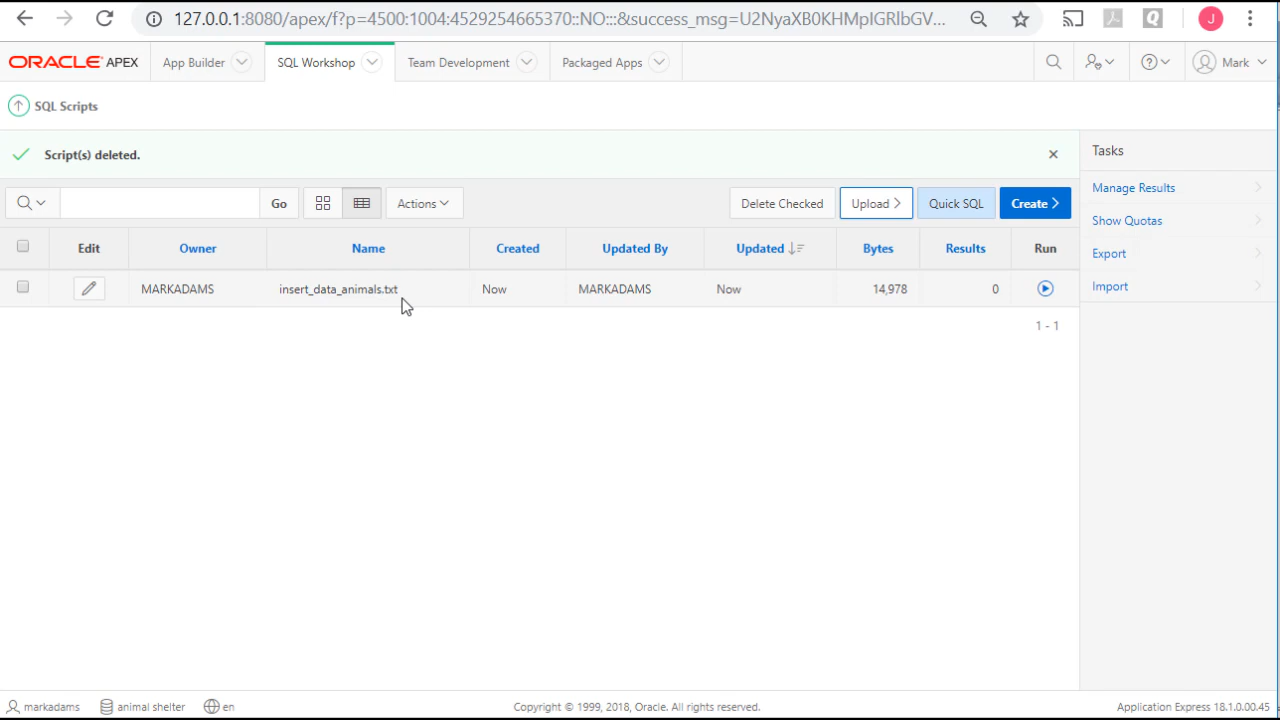 127.0.0.1:8080/apex/f?p=4500:1004:4529254665370::NO:::&success_msg=U2NyaXB0KHMpIGRlbGV...
J
ORACLE APEX App Builder SQL Workshop Team Development Packaged Apps Mark
SQL Scripts
Script(s) deleted.
Tasks
Manage Results
Show Quotas
Export
Import
Go Actions Delete Checked Upload Quick SQL Create
Edit Owner Name Created Updated By Updated Bytes Results Run
MARKADAMS insert_data_animals.txt Now MARKADAMS Now 14,978 0
1 - 1
markadams animal shelter en Copyright © 1999, 2018, Oracle. All rights reserved. Application Express 18.1.0.00.45